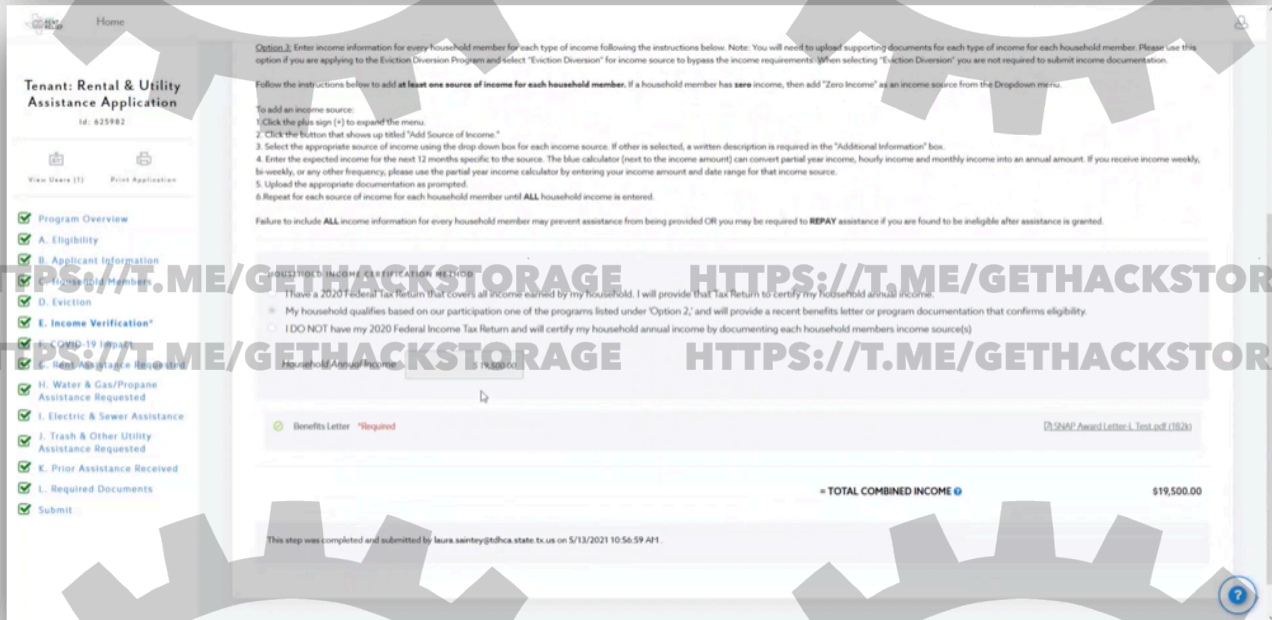 RENT RELIEF
Home
Tenant: Rental & Utility
Assistance Application
Id: 625982
View Users (1) Print Application
Program Overview
A. Eligibility
B. Applicant Information
C. Household Members
D. Eviction
E. Income Verification*
F. COVID-19 Impact
G. Rent Assistance Requested
H. Water & Gas/Propane
Assistance Requested
I. Electric & Sewer Assistance
J. Trash & Other Utility
Assistance Requested
K. Prior Assistance Received
L. Required Documents
Submit
Option 3: Enter income information for every household member for each type of income following the instructions below. Note: You will need to upload supporting documents for each type of income for each household member. Please use this
option if you are applying to the Eviction Diversion Program and select "Eviction Diversion" for income source to bypass the income requirements. When selecting "Eviction Diversion" you are not required to submit income documentation.
Follow the instructions below to add at least one source of income for each household member. If a household member has zero income, then add "Zero Income" as an income source from the Dropdown menu.
To add an income source:
1.Click the plus sign (+) to expand the menu.
2. Click the button that shows up titled "Add Source of Income."
3. Select the appropriate source of income using the drop down box for each income source. If other is selected, a written description is required in the "Additional Information" box.
4. Enter the expected income for the next 12 months specific to the source. The blue calculator (next to the income amount) can convert partial year income, hourly income and monthly income into an annual amount. If you receive income weekly,
bi-weekly, or any other frequency, please use the partial year income calculator by entering your income amount and date range for that income source.
5. Upload the appropriate documentation as prompted.
6.Repeat for each source of income for each household member until ALL household income is entered.
Failure to include ALL income information for every household member may prevent assistance from being provided OR you may be required to REPAY assistance if you are found to be ineligible after assistance is granted.
HOUSEHOLD INCOME CERTIFICATION METHOD
HTTPS://T.ME/GETHACKSTORAGE HTTPS://T.ME/GETHACKSTOR
I have a 2020 Federal Tax Return that covers all income earned by my household. I will provide that Tax Return to certify my household annual income.
My household qualifies based on our participation one of the programs listed under 'Option 2,' and will provide a recent benefits letter or program documentation that confirms eligibility.
I DO NOT have my 2020 Federal Income Tax Return and will certify my household annual income by documenting each household members income source(s)
TTPS://T.ME/GETHACKSTORAGE HTTPS://T.ME/GETHACKSTOR
Household Annual Income $ 19,500.00
Benefits Letter *Required SNAP Award Letter-L Test.pdf (182k)
= TOTAL COMBINED INCOME $19,500.00
This step was completed and submitted by laura.saintey@tdhca.state.tx.us on 5/13/2021 10:56:59 AM .